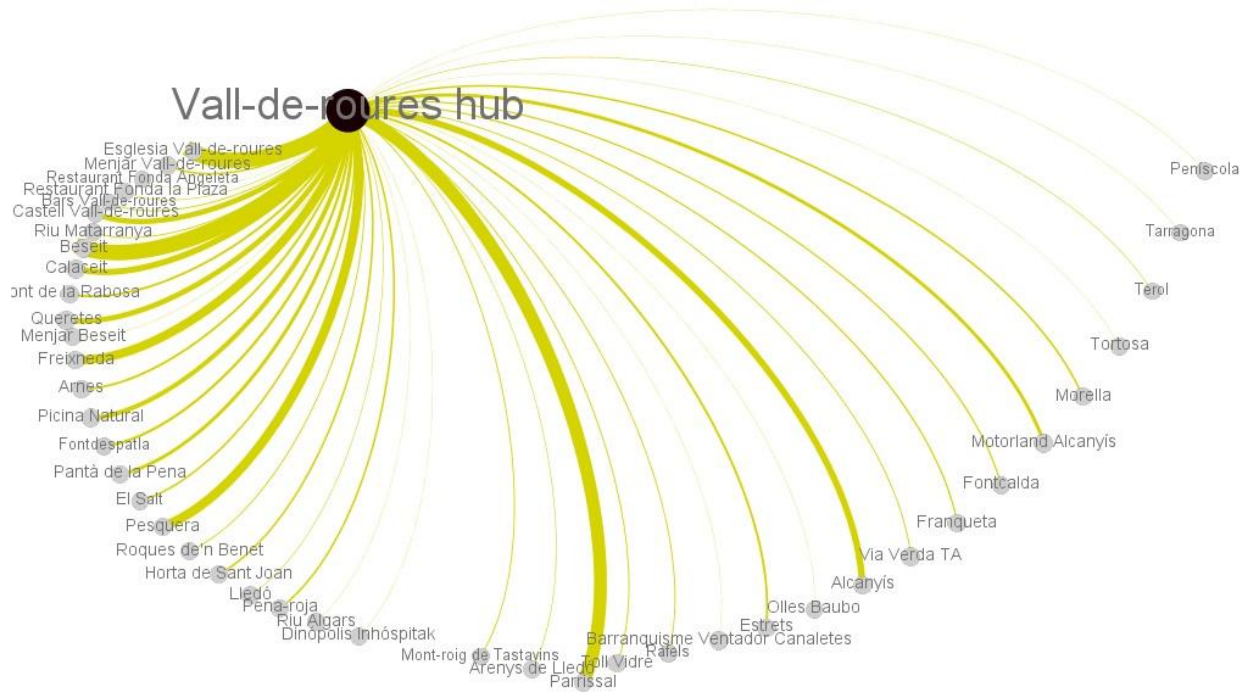 Vall-de-roures hub
Esglesia Vall-de-roures
Menjar Vall-de-roures
Restaurant Fonda Angeleta
Restaurant Fonda la Plaza
Bars Vall-de-roures
Castell Vall-de-roures
Riu Matarranya
Beseit
Calaceit
ont de la Rabosa
Queretes
Menjar Beseit
Freixneda
Arnes
Picina Natural
Fontdespatla
Pantà de la Pena
El Salt
Pesquera
Roques de'n Benet
Horta de Sant Joan
Lledó
Pena-roja
Riu Algars
Dinópolis Inhóspitak
Mont-roig de Tastavins
Arenys de Lledó
Parrissal
Toll Vidre
Ráfels
Barranquisme Ventador Canaletes
Estrets
Olles Baubo
Alcanyís
Via Verda TA
Franqueta
Fontcalda
Motorland Alcanyís
Morella
Tortosa
Terol
Tarragona
Peníscola